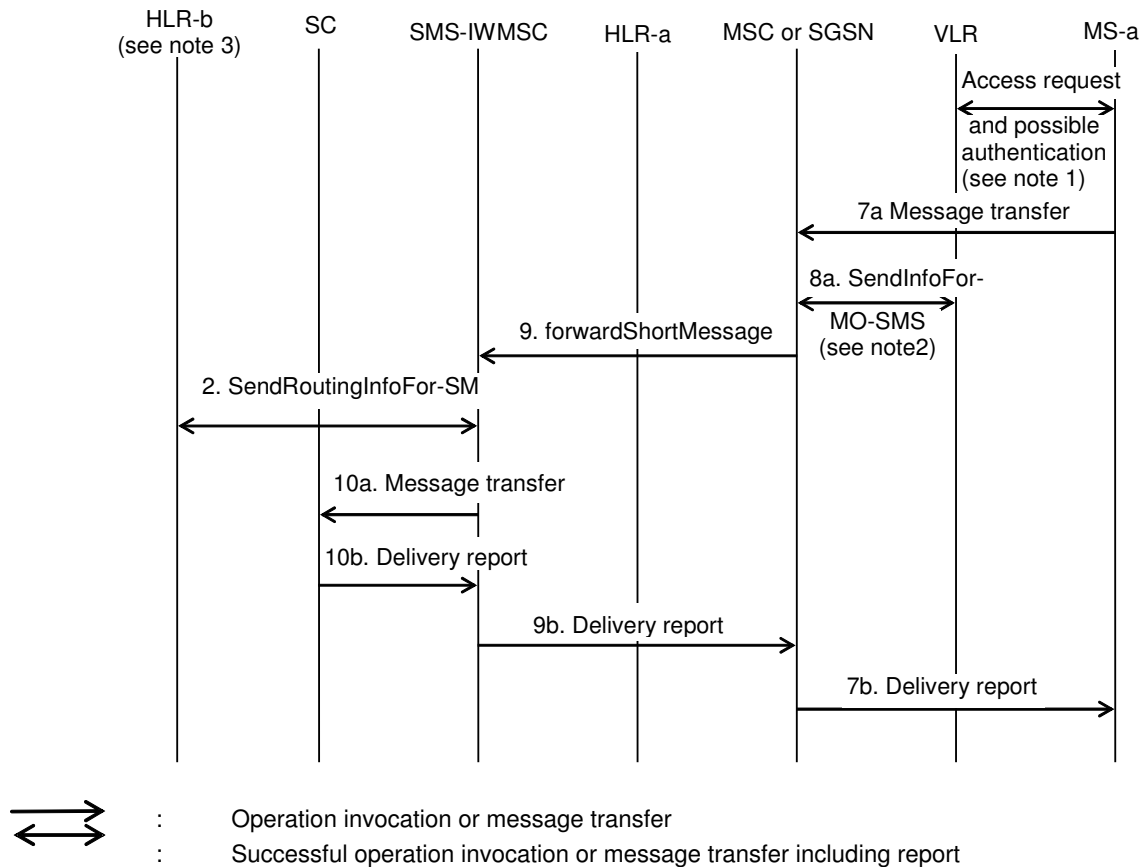 HLR-b
(see note 3)
SC
SMS-IWMSC
HLR-a
MSC or SGSN
VLR
MS-a
Access request
and possible
authentication
(see note 1)
7a Message transfer
8a. SendInfoFor-
MO-SMS
(see note2)
9. forwardShortMessage
2. SendRoutingInfoFor-SM
10a. Message transfer
10b. Delivery report
9b. Delivery report
7b. Delivery report
: Operation invocation or message transfer
: Successful operation invocation or message transfer including report